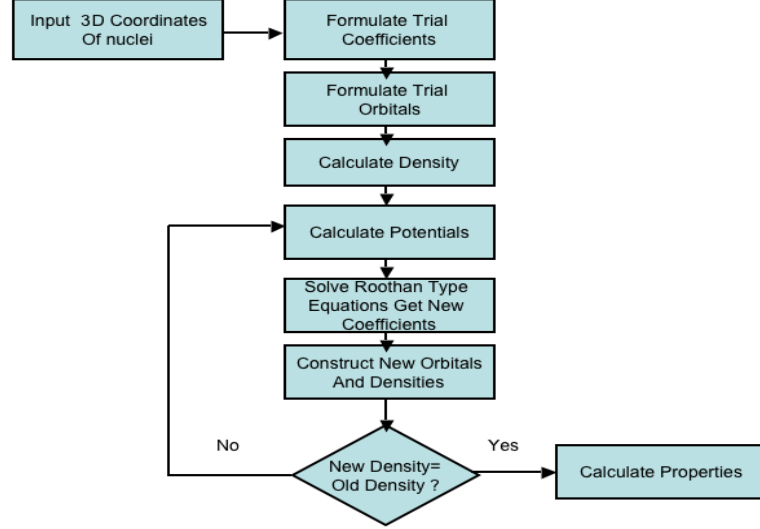 Input 3D Coordinates
Of nuclei
Formulate Trial
Coefficients
Formulate Trial
Orbitals
Calculate Density
Calculate Potentials
Solve Roothan Type
Equations Get New
Coefficients
Construct New Orbitals
And Densities
No
Yes
New Density=
Old Density ?
Calculate Properties